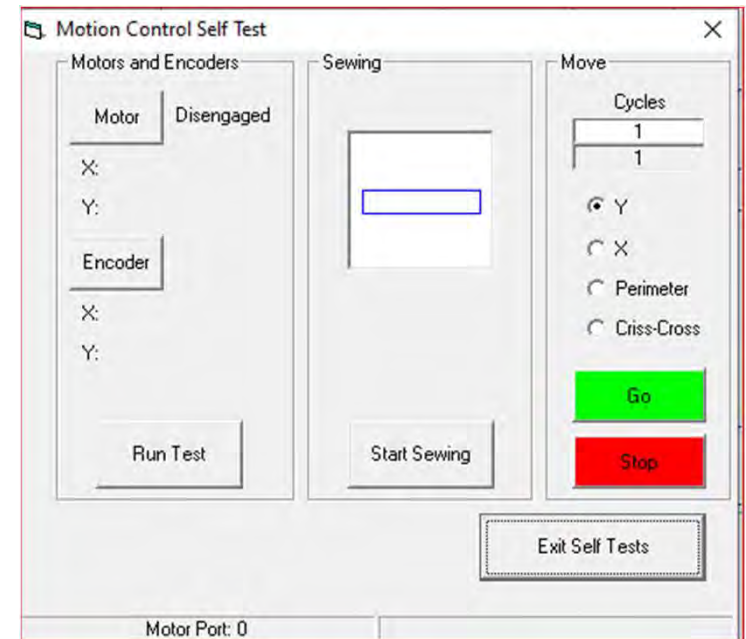 Motion Control Self Test
Motors and Encoders
Motor Disengaged
X:
Y:
Encoder
X:
Y:
Run Test
Sewing
Start Sewing
Move
Cycles
1
1
Y
X
Perimeter
Criss-Cross
Go
Stop
Exit Self Tests
Motor Port: 0